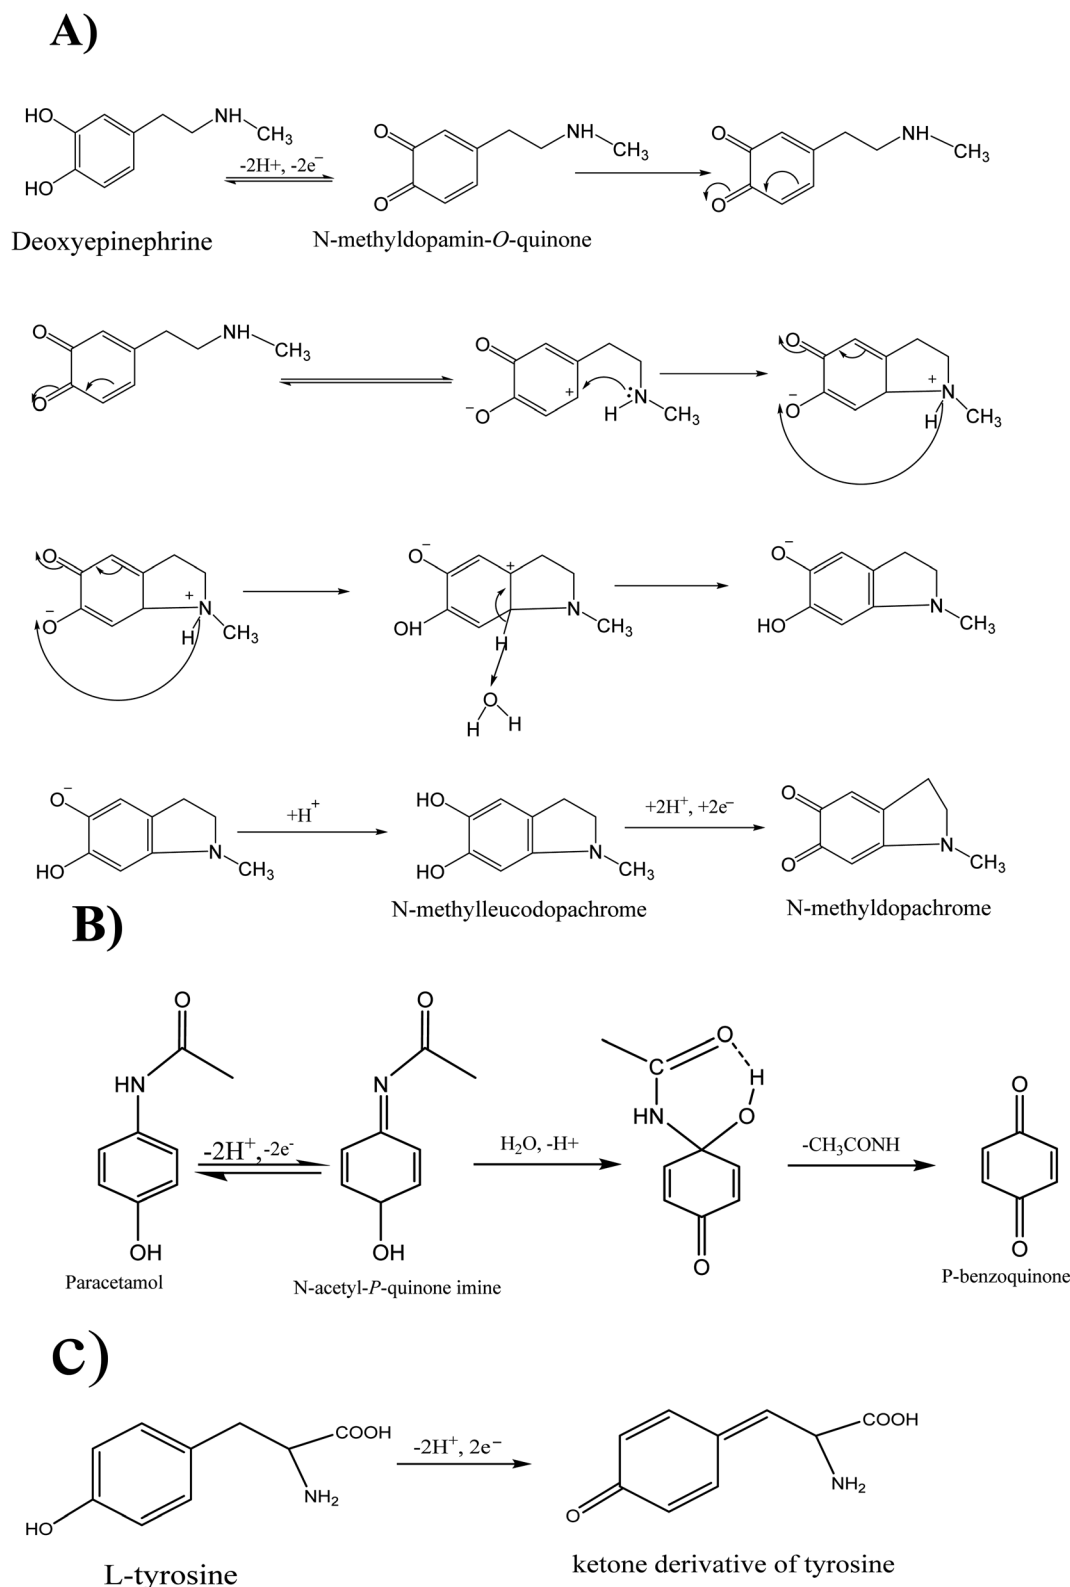 A)
HO
HO
NH
CH₃
-2H+, -2e⁻
O
O
NH
CH₃
O
O
NH
CH₃
Deoxyepinephrine
N-methyldopamin-O-quinone
O
O
NH
CH₃
O
⁻O
+
H
N
CH₃
O
O⁻
+
N
H
CH₃
O
O⁻
+
N
H
CH₃
O⁻
OH
+
H
N
CH₃
O
H
H
O⁻
HO
N
CH₃
O⁻
HO
N
CH₃
+H⁺
HO
HO
N
CH₃
+2H⁺, +2e⁻
O
O
N
CH₃
N-methylleucodopachrome
N-methyldopachrome
B)
O
HN
OH
Paracetamol
-2H⁺,-2e⁻
O
N
OH
N-acetyl-P-quinone imine
H₂O, -H+
O
C
H
HN
O
O
-CH₃CONH
O
O
P-benzoquinone
C)
HO
COOH
NH₂
-2H⁺, 2e⁻
O
COOH
NH₂
L-tyrosine
ketone derivative of tyrosine